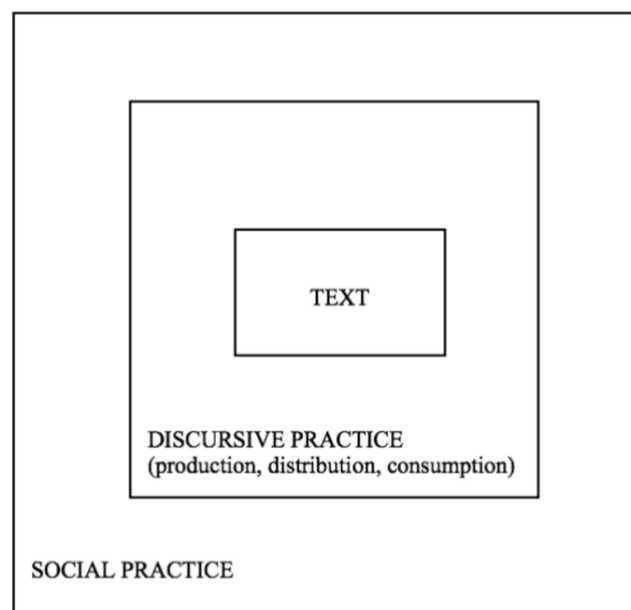 TEXT
DISCURSIVE PRACTICE
(production, distribution, consumption)
SOCIAL PRACTICE